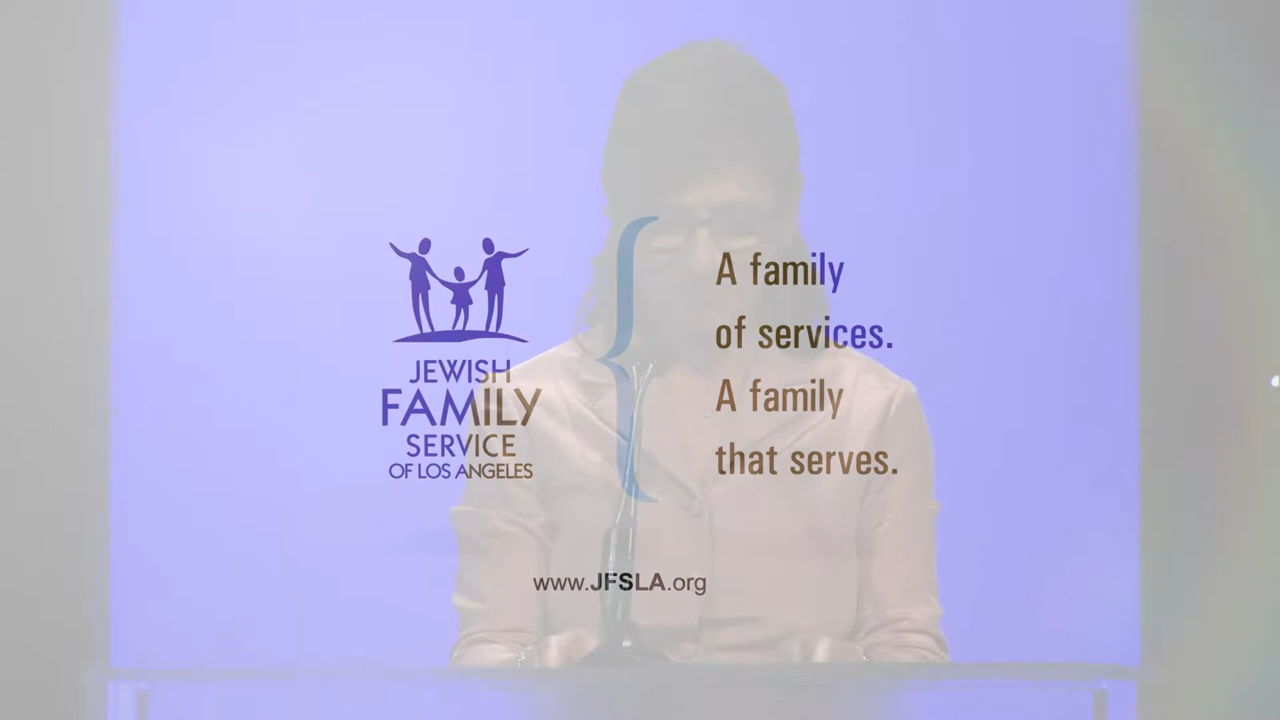 JEWISH
FAMILY
SERVICE
OF LOS ANGELES
A family
of services.
A family
that serves.
www.JFSLA.org